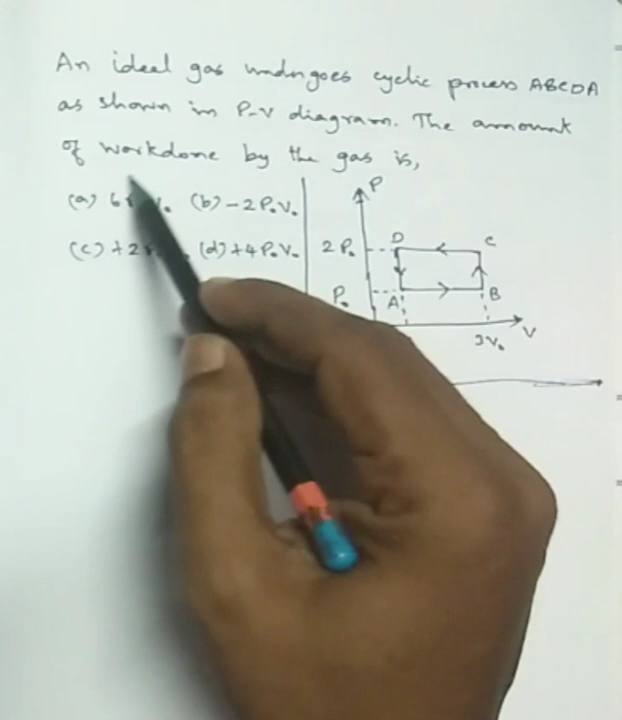 An ideal gas undergoes cyclic process ABCDA
as shown in P-V diagram. The amount
of workdone by the gas is,
(a) 6 V₀ (b) -2P₀V₀
(c) +2 (d) +4P₀V₀
P
D C
2P₀
P₀ A B
3V₀ V